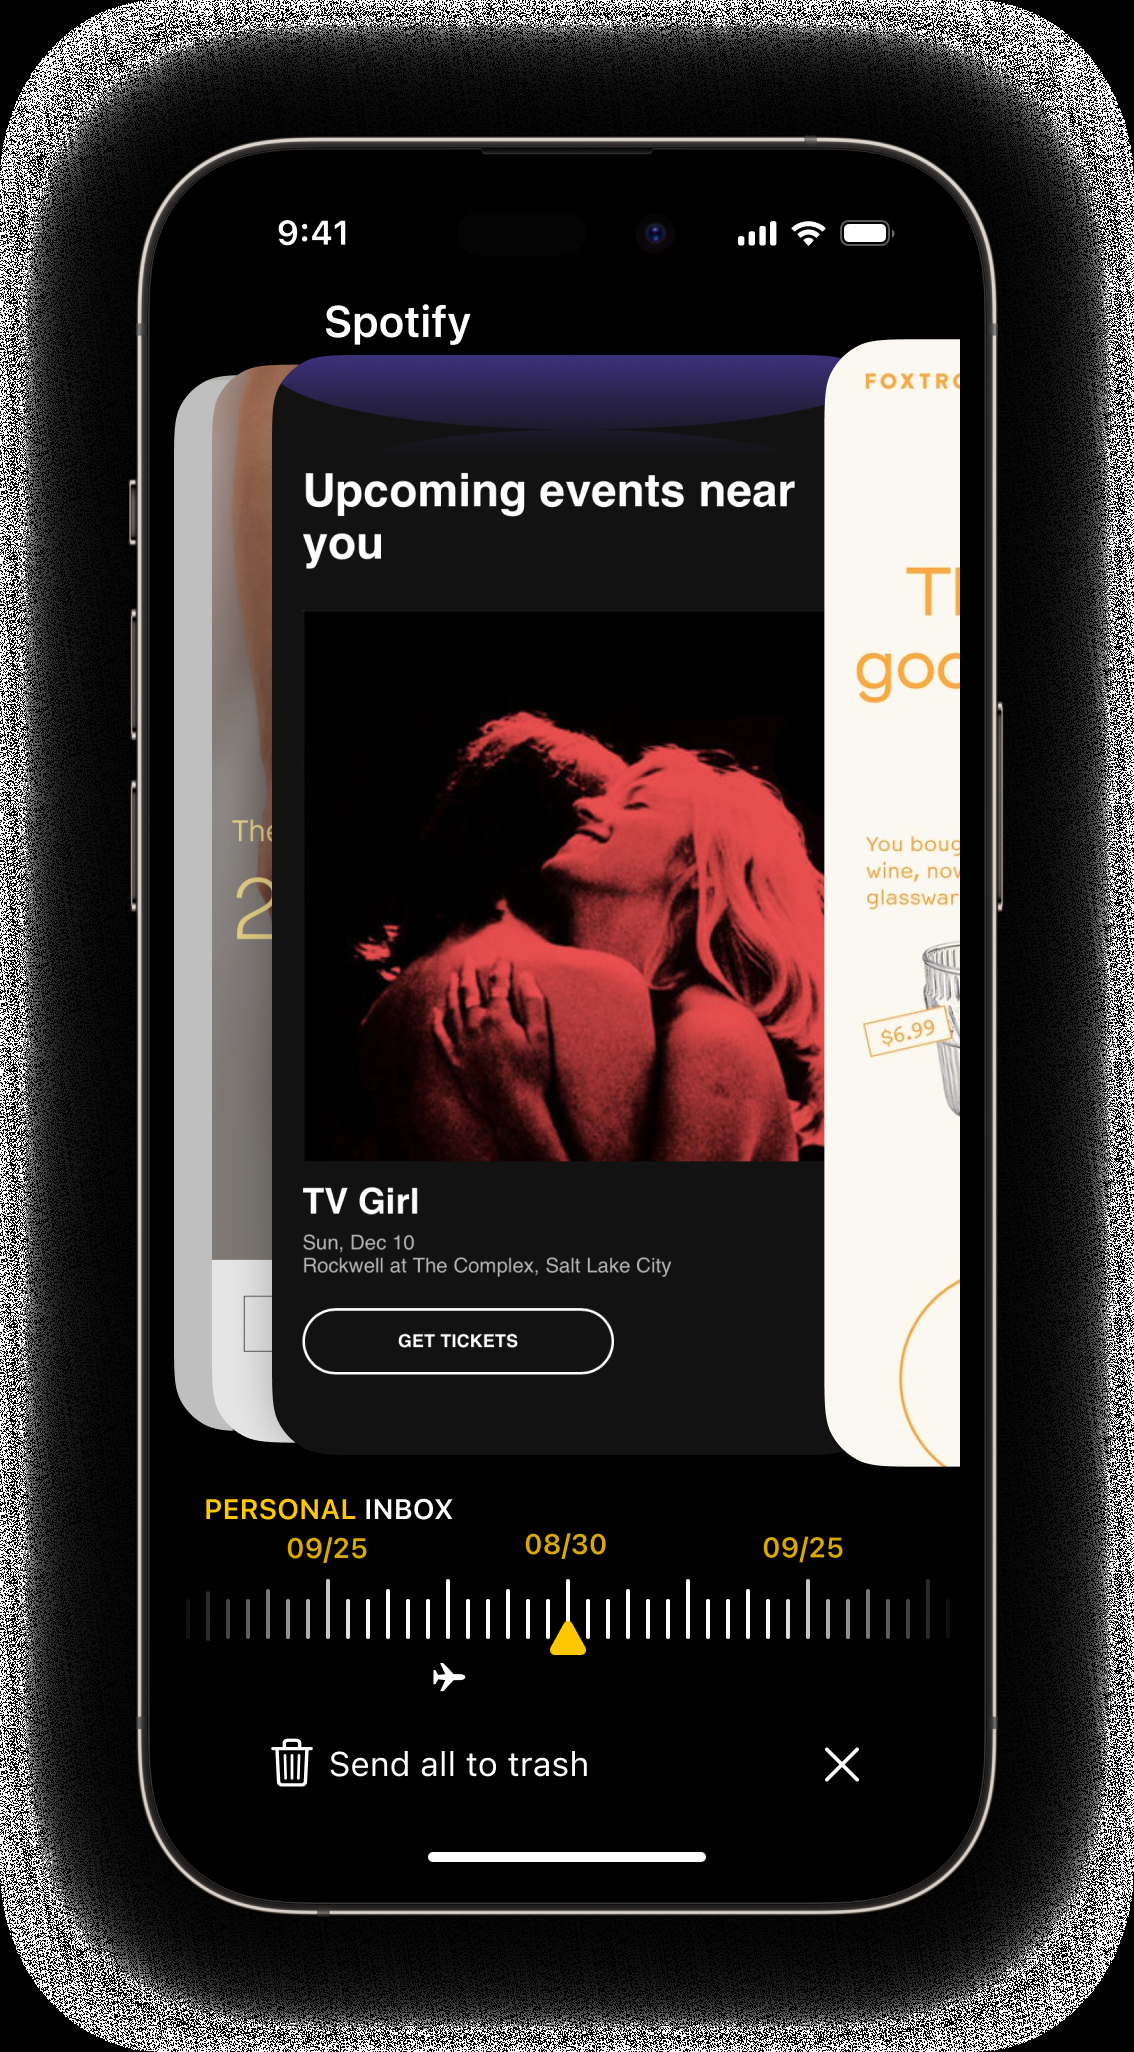 9:41
Spotify
Upcoming events near
you
The
2
TV Girl
Sun, Dec 10
Rockwell at The Complex, Salt Lake City
GET TICKETS
FOXTRO
goo
You boug
wine, now
glasswar
$6.99
PERSONAL INBOX
09/25
08/30
09/25
Send all to trash